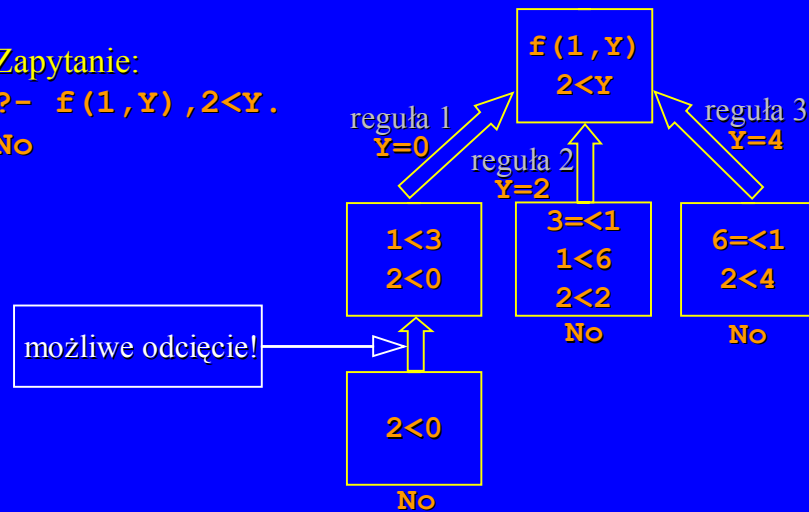 Zapytanie:
?- f(1,Y),2<Y.
No
f(1,Y)
2<Y
reguła 1
Y=0
reguła 2
Y=2
reguła 3
Y=4
1<3
2<0
3=<1
1<6
2<2
No
6=<1
2<4
No
możliwe odcięcie!
2<0
No